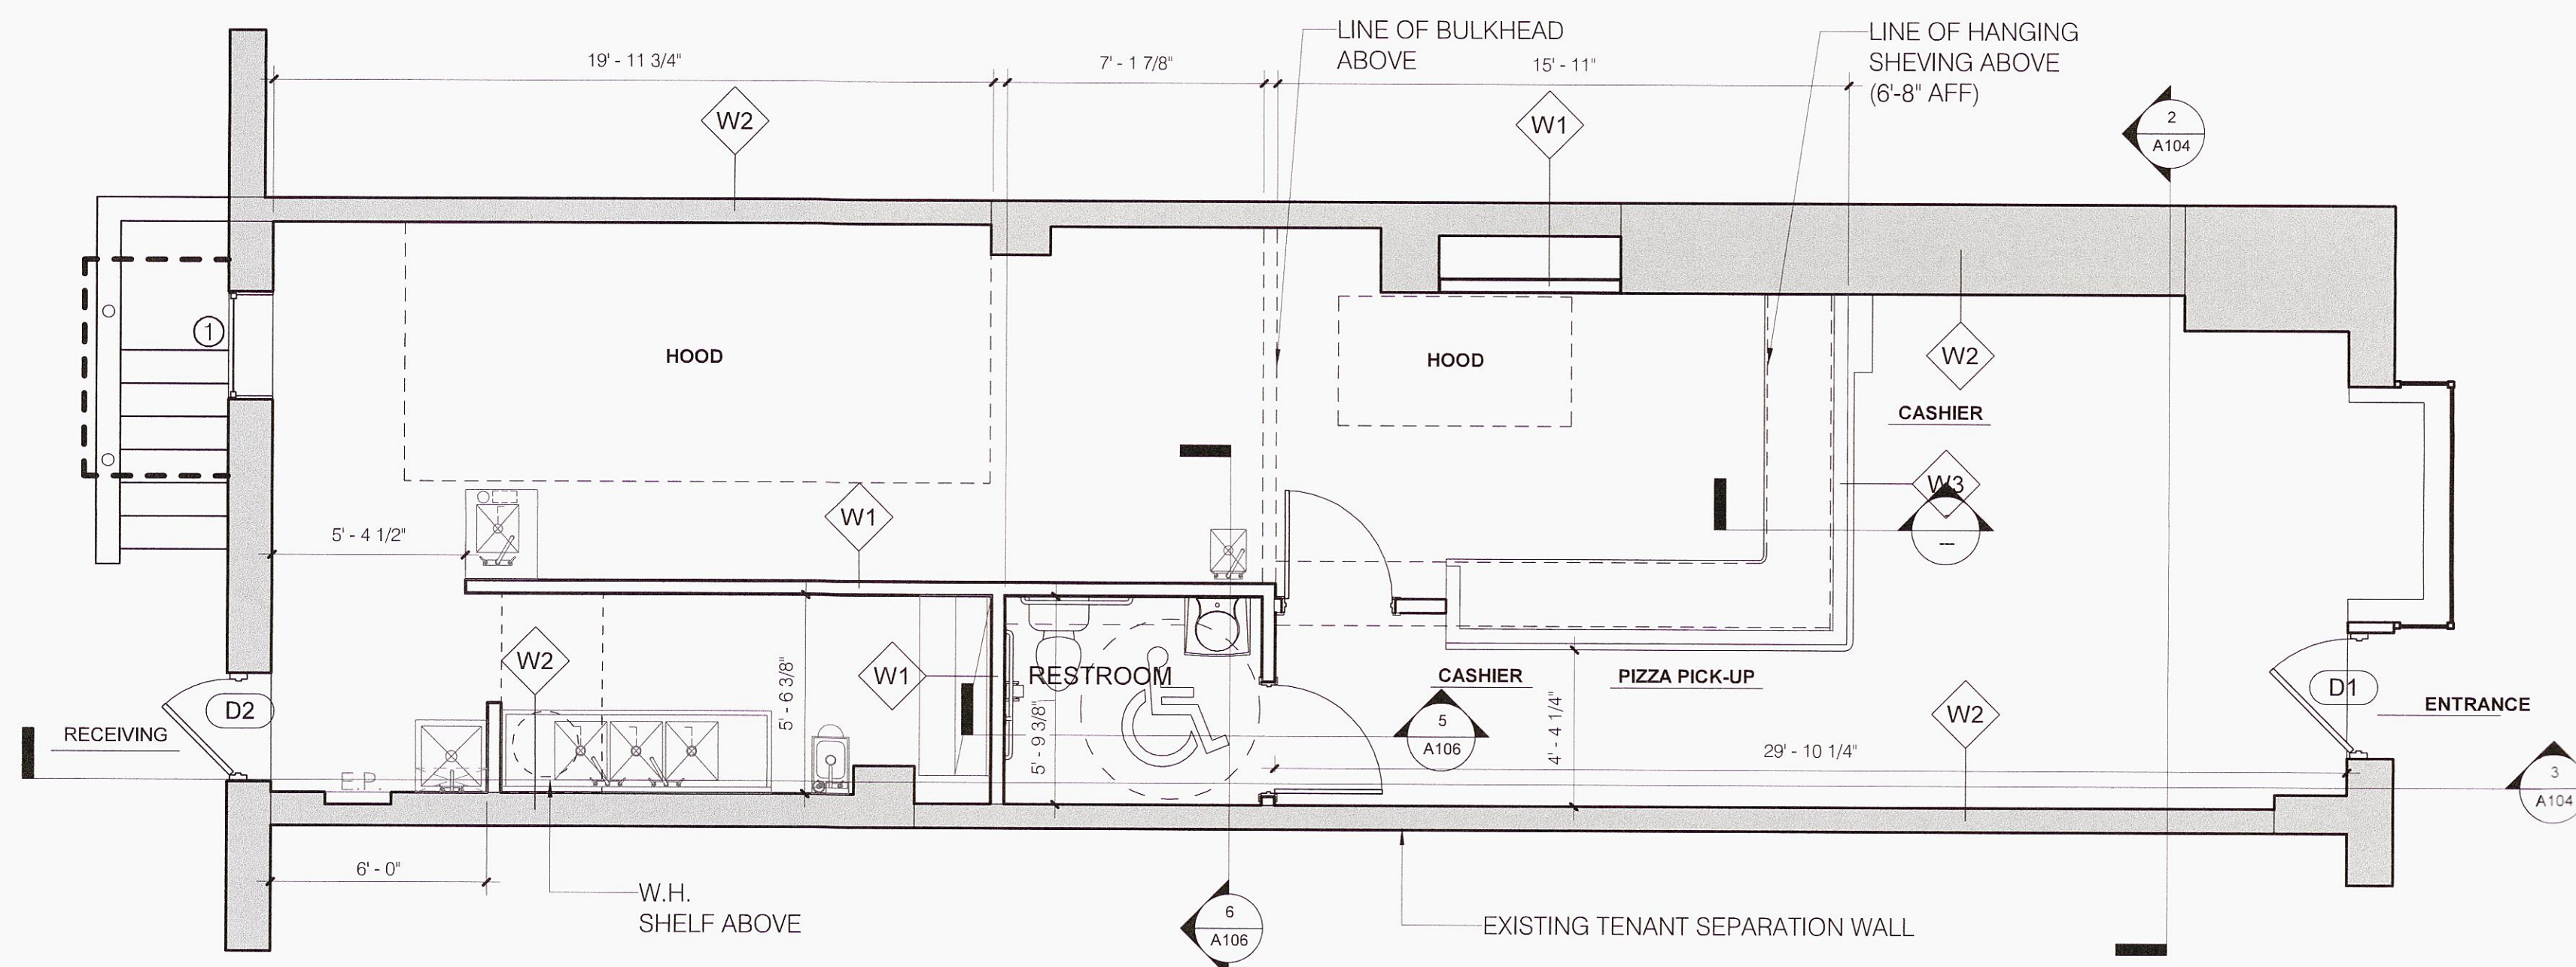 LINE OF BULKHEAD
ABOVE
LINE OF HANGING
SHEVING ABOVE
(6'-8" AFF)
19' - 11 3/4"
7' - 1 7/8"
15' - 11"
W2
W1
2
A104
1
HOOD
HOOD
W2
CASHIER
W3
---
W1
5' - 4 1/2"
W2
W1
5' - 6 3/8"
RESTROOM
5' - 9 3/8"
CASHIER
PIZZA PICK-UP
4' - 4 1/4"
5
A106
W2
29' - 10 1/4"
D1
ENTRANCE
D2
RECEIVING
E.P.
3
A104
6' - 0"
W.H.
SHELF ABOVE
6
A106
EXISTING TENANT SEPARATION WALL